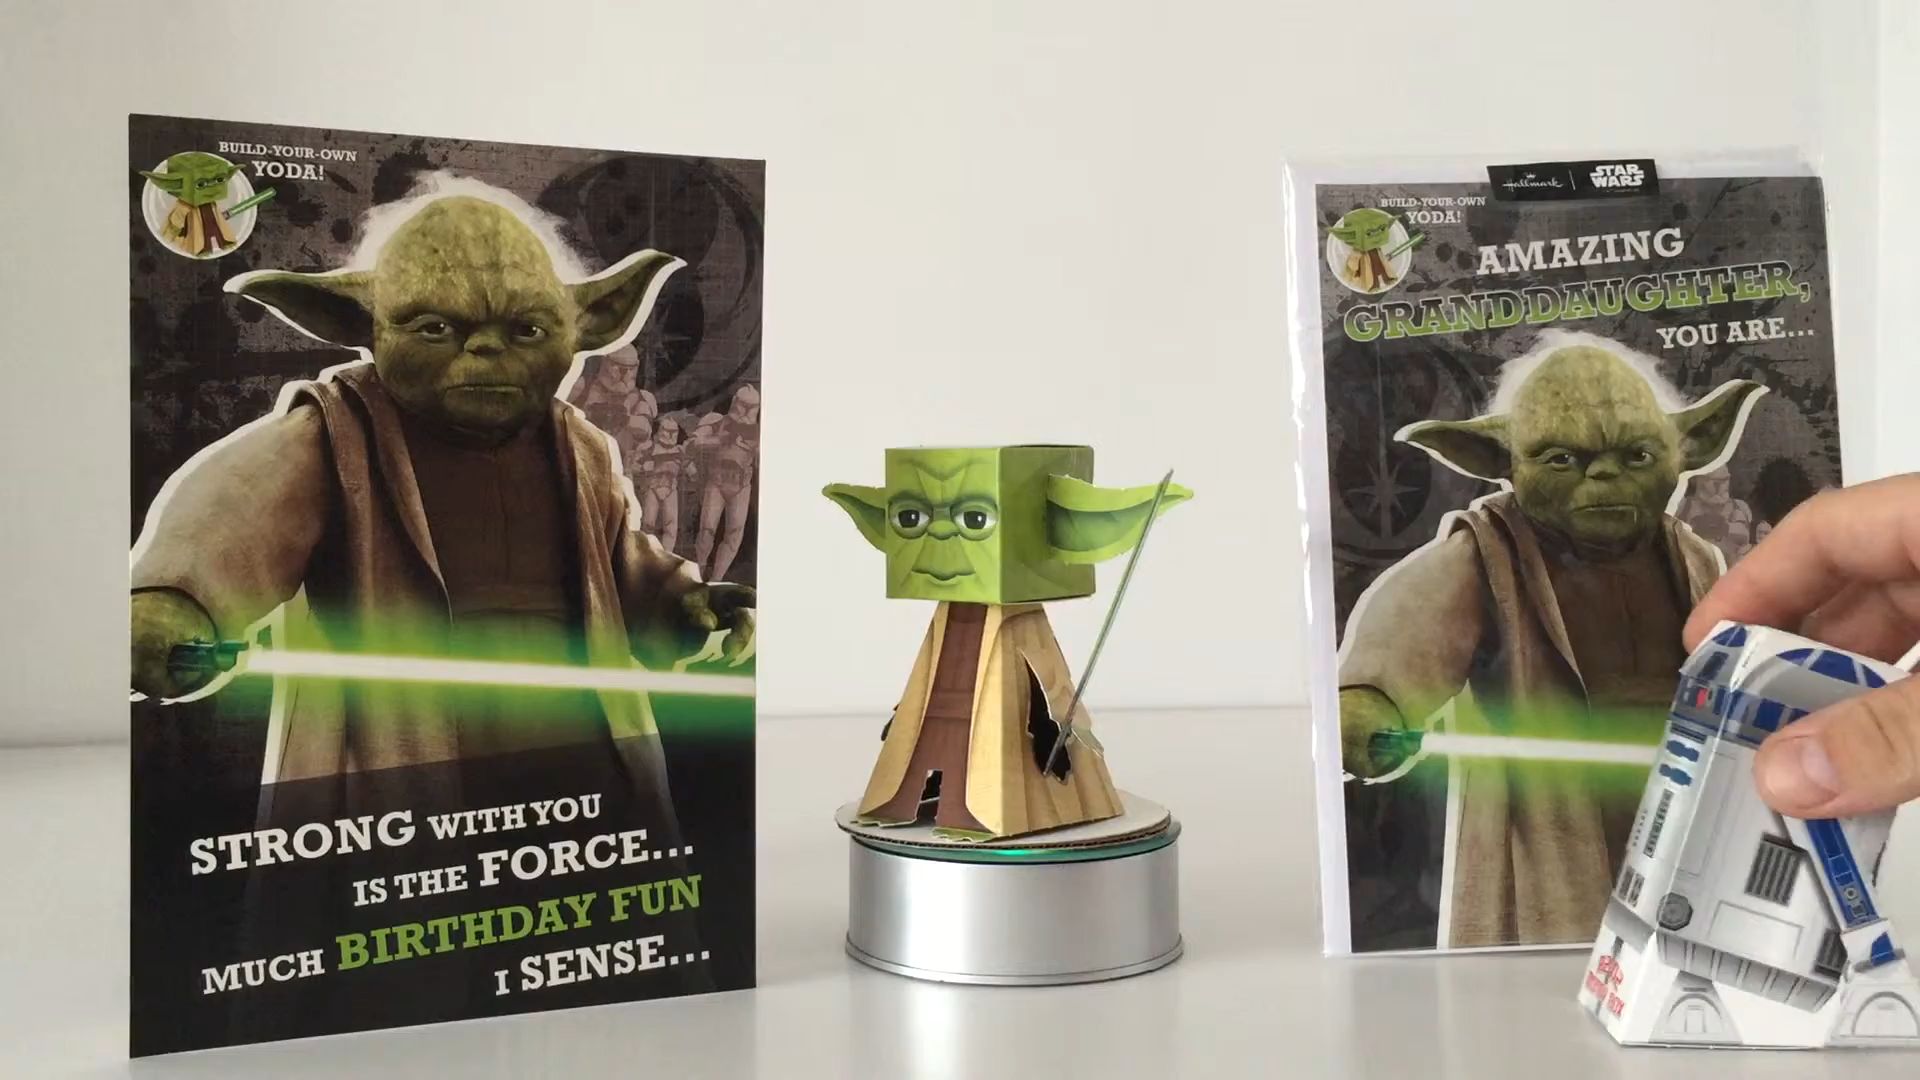 BUILD-YOUR-OWN
YODA!
STRONG WITH YOU
IS THE FORCE...
MUCH BIRTHDAY FUN
I SENSE...
Hallmark | STAR WARS
BUILD-YOUR-OWN
YODA!
AMAZING
GRANDDAUGHTER,
YOU ARE...